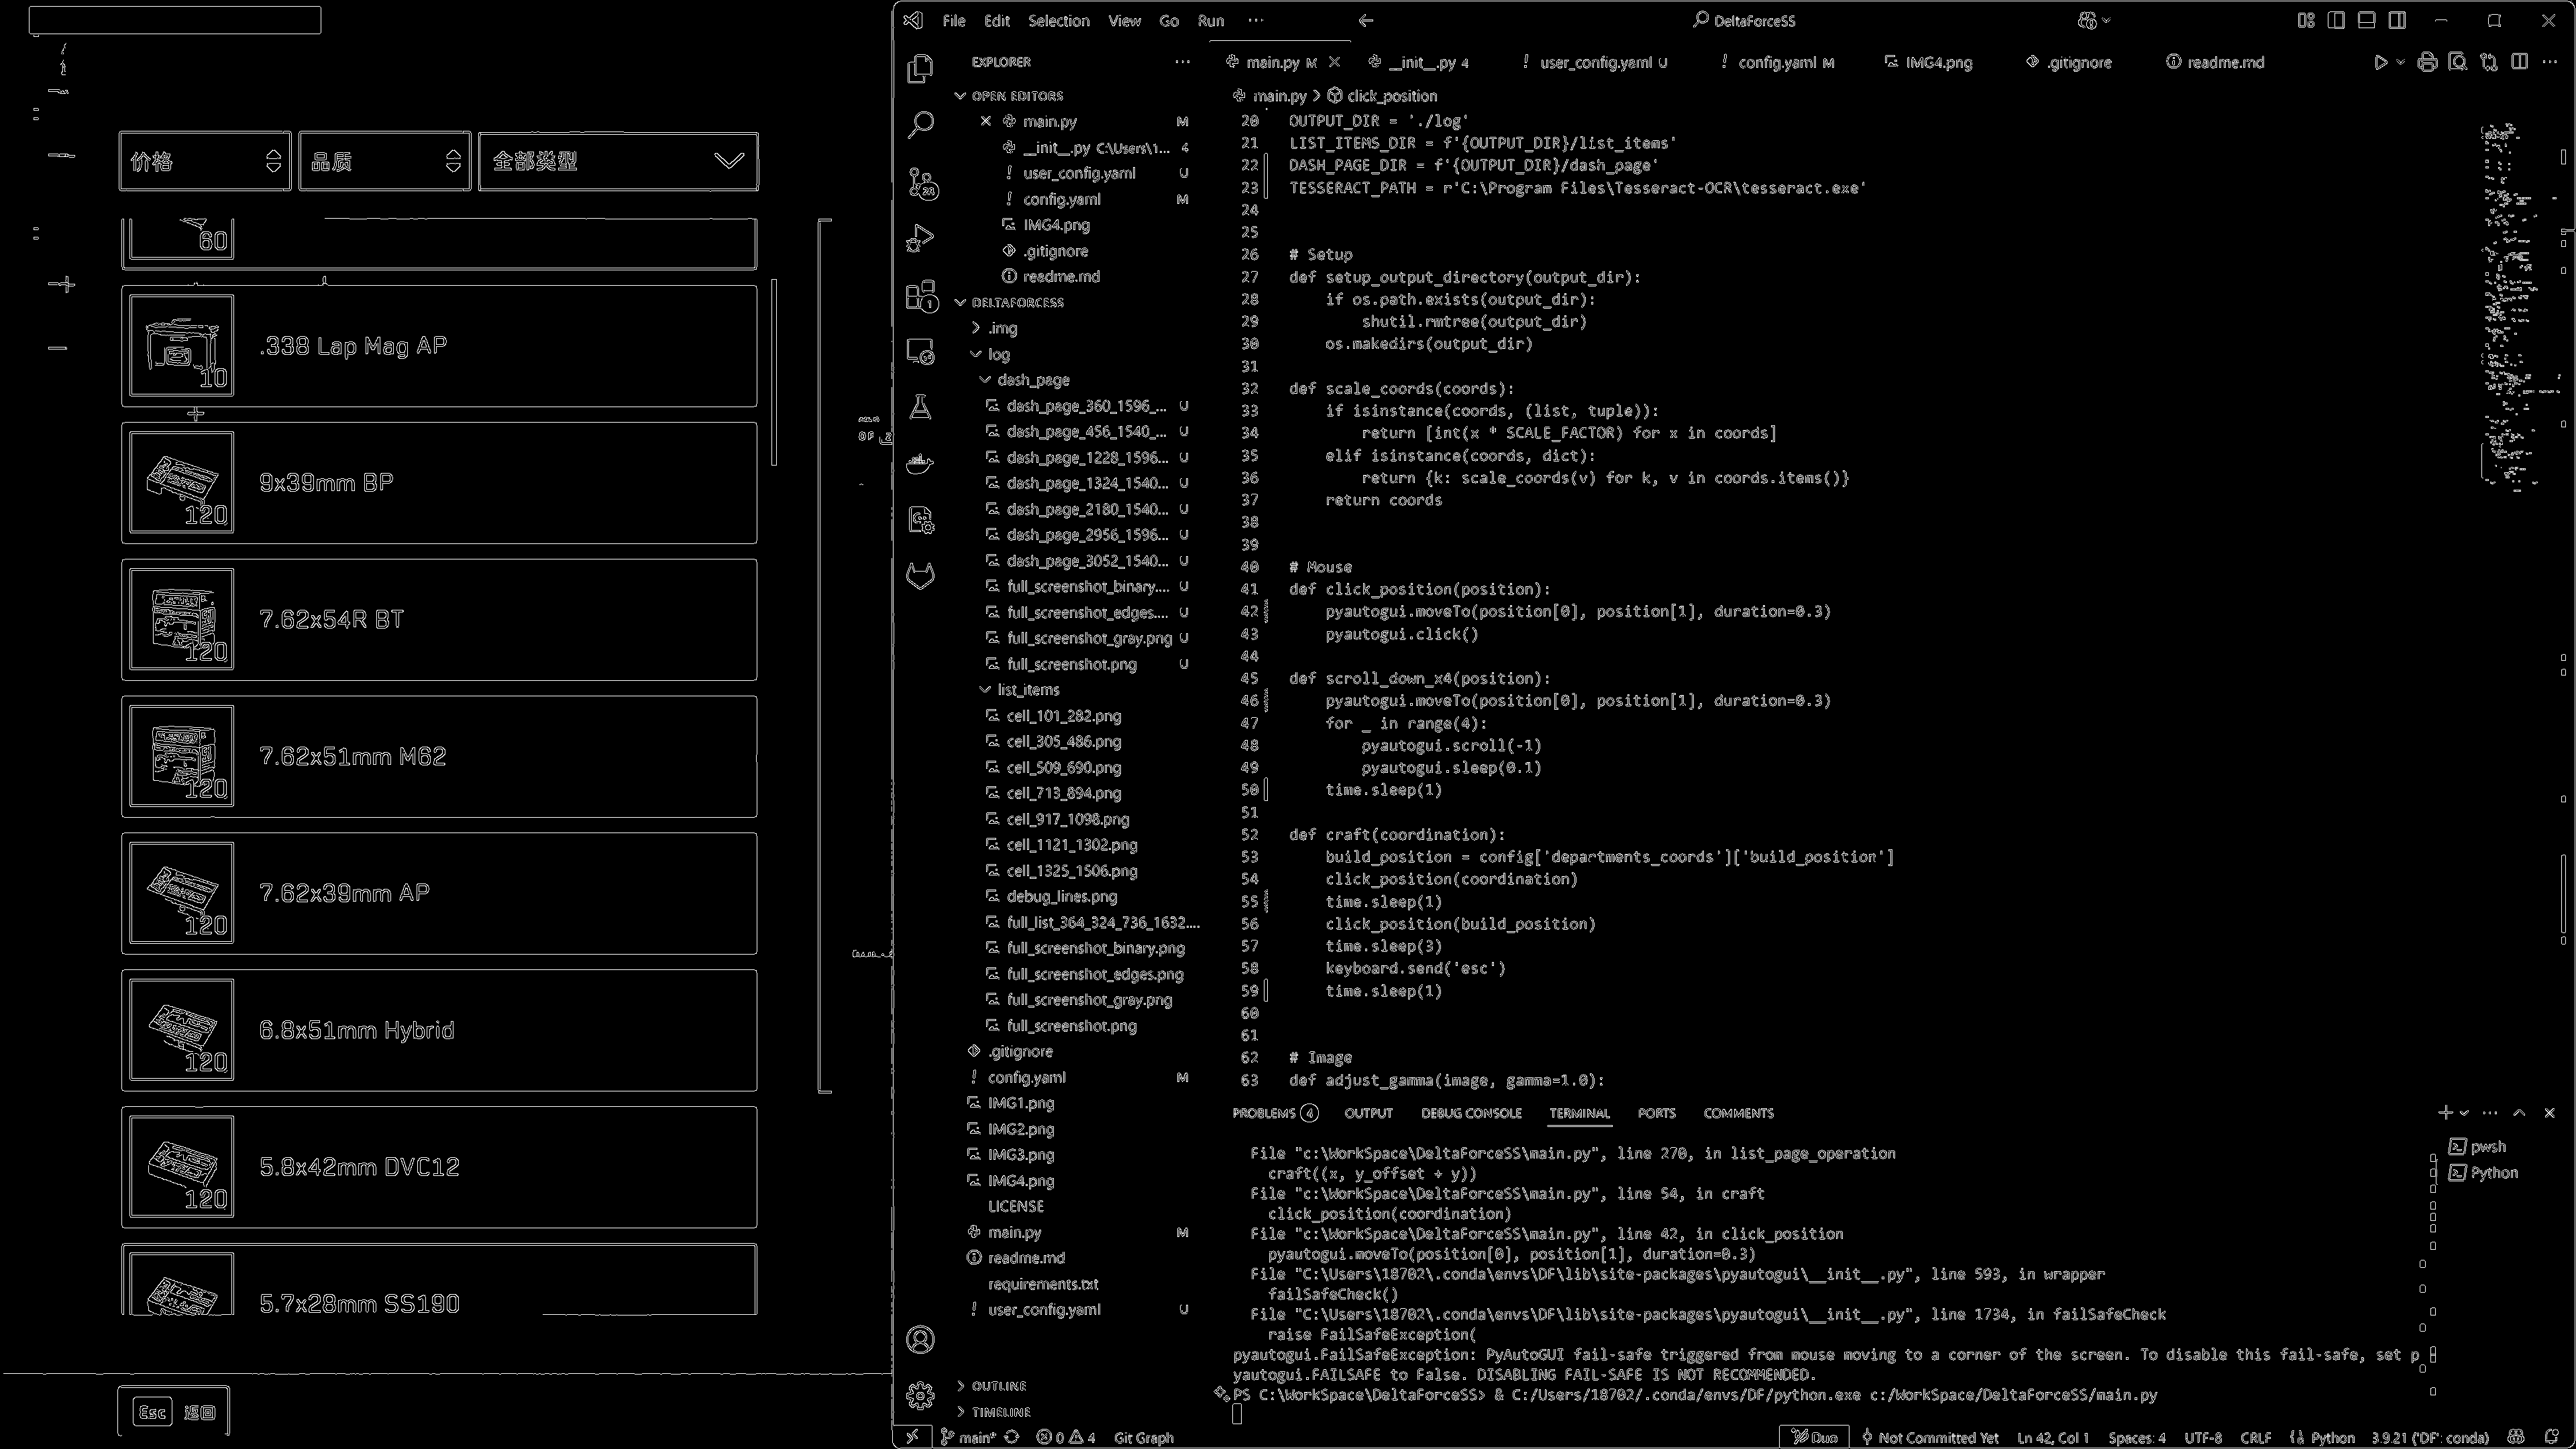 价格
品质
全部类型
60
.338 Lap Mag AP
10
9x39mm BP
120
7.62x54R BT
120
7.62x51mm M62
120
7.62x39mm AP
120
6.8x51mm Hybrid
120
5.8x42mm DVC12
120
5.7x28mm SS190
Esc 返回
File Edit Selection View Go Run ···
DeltaForceSS
EXPLORER
OPEN EDITORS
main.py M
__init__.py C:\Users\1... 4
user_config.yaml U
config.yaml M
IMG4.png
.gitignore
readme.md
DELTAFORCESS
.img
log
dash_page
dash_page_360_1596_... U
dash_page_456_1540_... U
dash_page_1228_1596... U
dash_page_1324_1540... U
dash_page_2180_1540... U
dash_page_2956_1596... U
dash_page_3052_1540... U
full_screenshot_binary.... U
full_screenshot_edges.... U
full_screenshot_gray.png U
full_screenshot.png U
list_items
cell_101_282.png
cell_305_486.png
cell_509_690.png
cell_713_894.png
cell_917_1098.png
cell_1121_1302.png
cell_1325_1506.png
debug_lines.png
full_list_364_324_736_1632....
full_screenshot_binary.png
full_screenshot_edges.png
full_screenshot_gray.png
full_screenshot.png
.gitignore
config.yaml M
IMG1.png
IMG2.png
IMG3.png
IMG4.png
LICENSE
main.py M
readme.md
requirements.txt
user_config.yaml U
OUTLINE
TIMELINE
main.py M
__init__.py 4
user_config.yaml U
config.yaml M
IMG4.png
.gitignore
readme.md
main.py > click_position
20 OUTPUT_DIR = './log'
21 LIST_ITEMS_DIR = f'{OUTPUT_DIR}/list_items'
22 DASH_PAGE_DIR = f'{OUTPUT_DIR}/dash_page'
23 TESSERACT_PATH = r'C:\Program Files\Tesseract-OCR\tesseract.exe'
24
25
26 # Setup
27 def setup_output_directory(output_dir):
28     if os.path.exists(output_dir):
29         shutil.rmtree(output_dir)
30     os.makedirs(output_dir)
31
32 def scale_coords(coords):
33     if isinstance(coords, (list, tuple)):
34         return [int(x * SCALE_FACTOR) for x in coords]
35     elif isinstance(coords, dict):
36         return {k: scale_coords(v) for k, v in coords.items()}
37     return coords
38
39
40 # Mouse
41 def click_position(position):
42     pyautogui.moveTo(position[0], position[1], duration=0.3)
43     pyautogui.click()
44
45 def scroll_down_x4(position):
46     pyautogui.moveTo(position[0], position[1], duration=0.3)
47     for _ in range(4):
48         pyautogui.scroll(-1)
49         pyautogui.sleep(0.1)
50     time.sleep(1)
51
52 def craft(coordination):
53     build_position = config['departments_coords']['build_position']
54     click_position(coordination)
55     time.sleep(1)
56     click_position(build_position)
57     time.sleep(3)
58     keyboard.send('esc')
59     time.sleep(1)
60
61
62 # Image
63 def adjust_gamma(image, gamma=1.0):
PROBLEMS 4 OUTPUT DEBUG CONSOLE TERMINAL PORTS COMMENTS
File "c:\WorkSpace\DeltaForceSS\main.py", line 270, in list_page_operation
craft((x, y_offset + y))
File "c:\WorkSpace\DeltaForceSS\main.py", line 54, in craft
click_position(coordination)
File "c:\WorkSpace\DeltaForceSS\main.py", line 42, in click_position
pyautogui.moveTo(position[0], position[1], duration=0.3)
File "C:\Users\18702\.conda\envs\DF\lib\site-packages\pyautogui\__init__.py", line 593, in wrapper
failSafeCheck()
File "C:\Users\18702\.conda\envs\DF\lib\site-packages\pyautogui\__init__.py", line 1734, in failSafeCheck
raise FailSafeException(
pyautogui.FailSafeException: PyAutoGUI fail-safe triggered from mouse moving to a corner of the screen. To disable this fail-safe, set p
yautogui.FAILSAFE to False. DISABLING FAIL-SAFE IS NOT RECOMMENDED.
PS C:\WorkSpace\DeltaForceSS> & C:/Users/18702/.conda/envs/DF/python.exe c:/WorkSpace/DeltaForceSS/main.py
pwsh
Python
main* 0 4 Git Graph
Duo Not Committed Yet Ln 42, Col 1 Spaces: 4 UTF-8 CRLF Python 3.9.21 ('DF': conda)